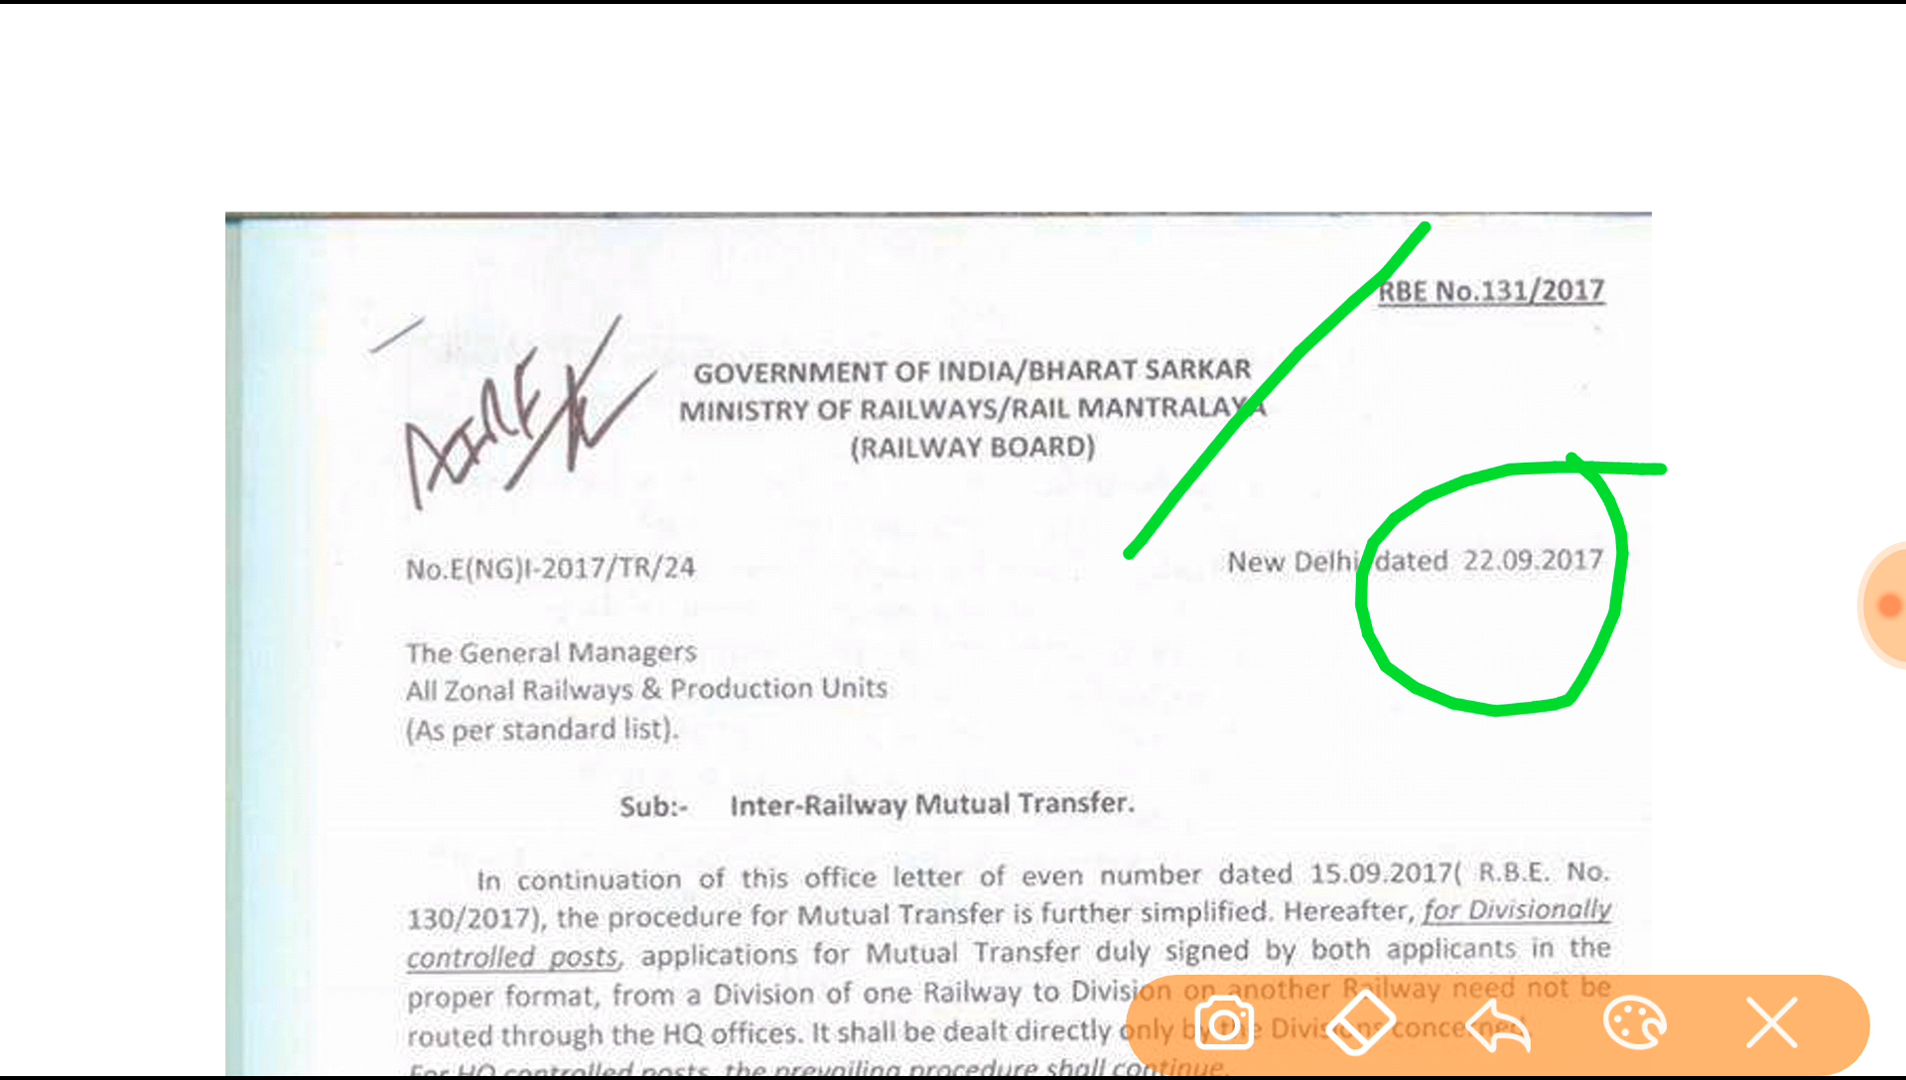 RBE No.131/2017
GOVERNMENT OF INDIA/BHARAT SARKAR
MINISTRY OF RAILWAYS/RAIL MANTRALAYA
(RAILWAY BOARD)
No.E(NG)I-2017/TR/24
New Delhi, dated 22.09.2017
The General Managers
All Zonal Railways & Production Units
(As per standard list).
Sub:- Inter-Railway Mutual Transfer.
In continuation of this office letter of even number dated 15.09.2017( R.B.E. No.
130/2017), the procedure for Mutual Transfer is further simplified. Hereafter, for Divisionally
controlled posts, applications for Mutual Transfer duly signed by both applicants in the
proper format, from a Division of one Railway to Division on another Railway need not be
routed through the HQ offices. It shall be dealt directly only by the Divisions concerned.
For HQ controlled posts, the prevailing procedure shall continue.